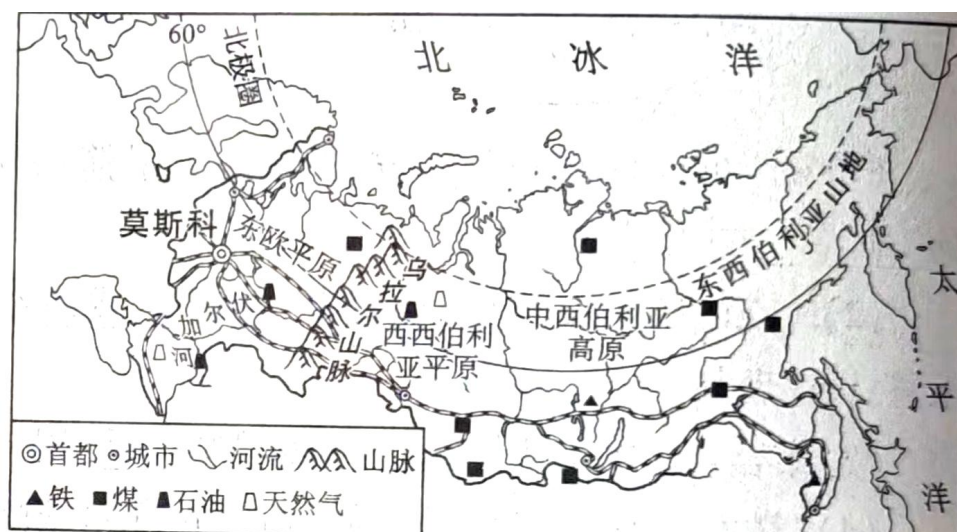 60°
北极圈
北冰洋
莫斯科
东欧平原
乌拉尔山脉
伏尔加河
西西伯利
亚平原
中西伯利亚
高原
东西伯利亚山地
太平洋
◎首都 城市 河流 山脉
▲铁 ■煤 石油 天然气